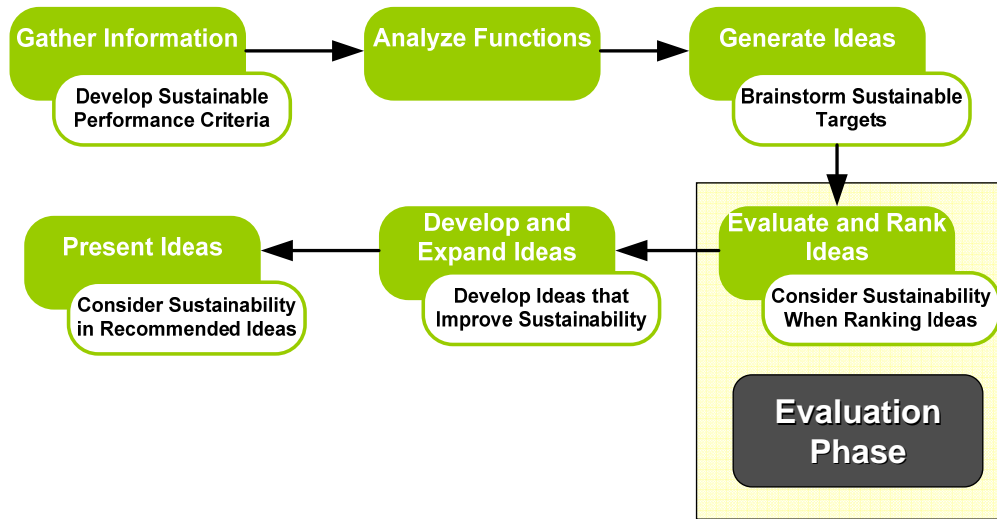 Gather Information
Develop Sustainable
Performance Criteria
Analyze Functions
Generate Ideas
Brainstorm Sustainable
Targets
Evaluate and Rank
Ideas
Consider Sustainability
When Ranking Ideas
Develop and
Expand Ideas
Develop Ideas that
Improve Sustainability
Present Ideas
Consider Sustainability
in Recommended Ideas
Evaluation
Phase